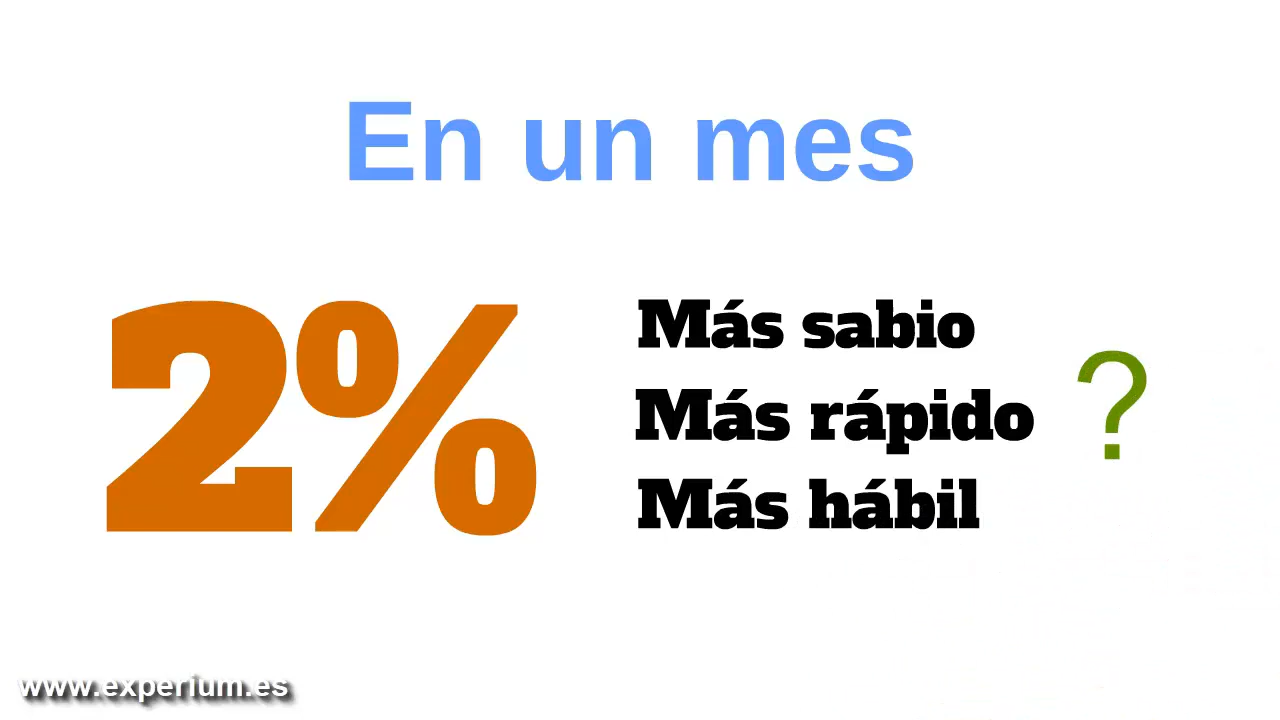 En un mes
2%
Más sabio
Más rápido
Más hábil
?
www.experium.es